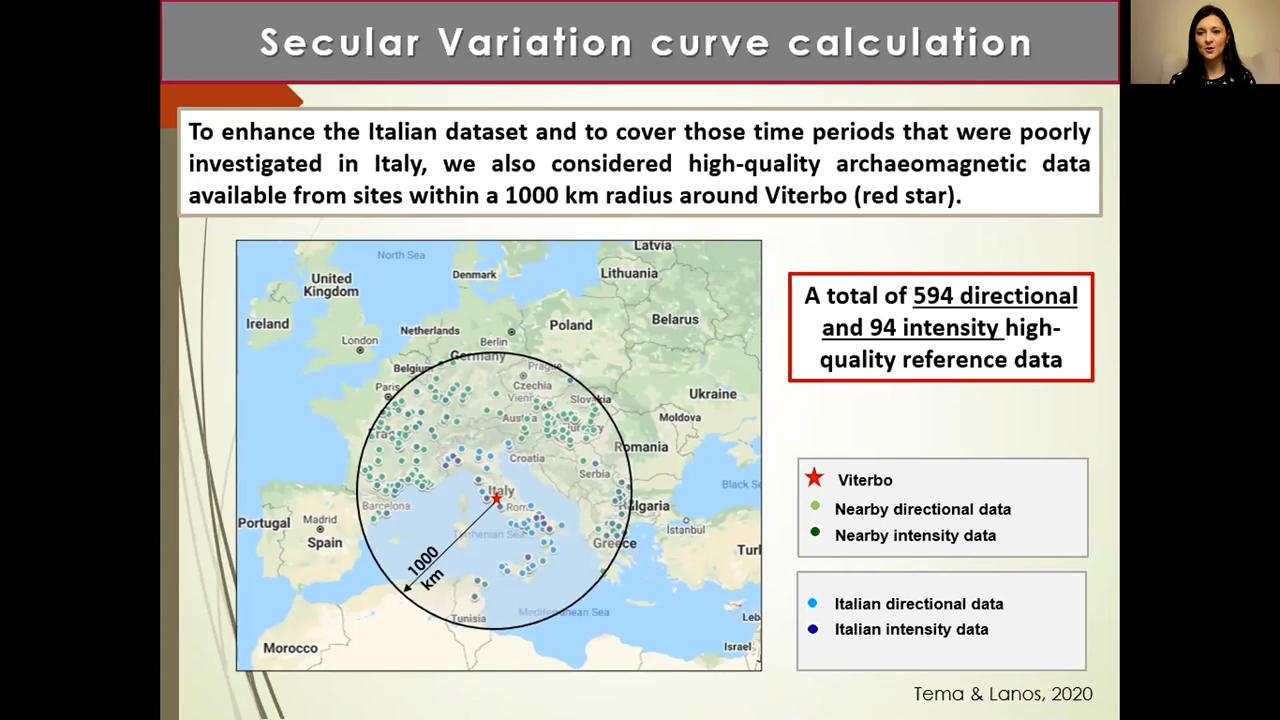 Secular Variation curve calculation
To enhance the Italian dataset and to cover those time periods that were poorly
investigated in Italy, we also considered high-quality archaeomagnetic data
available from sites within a 1000 km radius around Viterbo (red star).
A total of 594 directional
and 94 intensity high-
quality reference data
North Sea
Latvia
Denmark
Lithuania
United
Kingdom
Ireland
Netherlands
Poland
Belarus
London
Berlin
Germany
Belgium
Prague
Paris
Czechia
Ukraine
Slovakia
Moldova
Austria
Romania
Croatia
Serbia
Black Se
Italy
Barcelona
Rom
Portugal
Madrid
Spain
Istanbul
Greece
Tyrrhenian Sea
Turl
1000
km
Tunisia
Mediterranean Sea
Leb
Morocco
Israel
Viterbo
Nearby directional data
Nearby intensity data
Italian directional data
Italian intensity data
Tema & Lanos, 2020